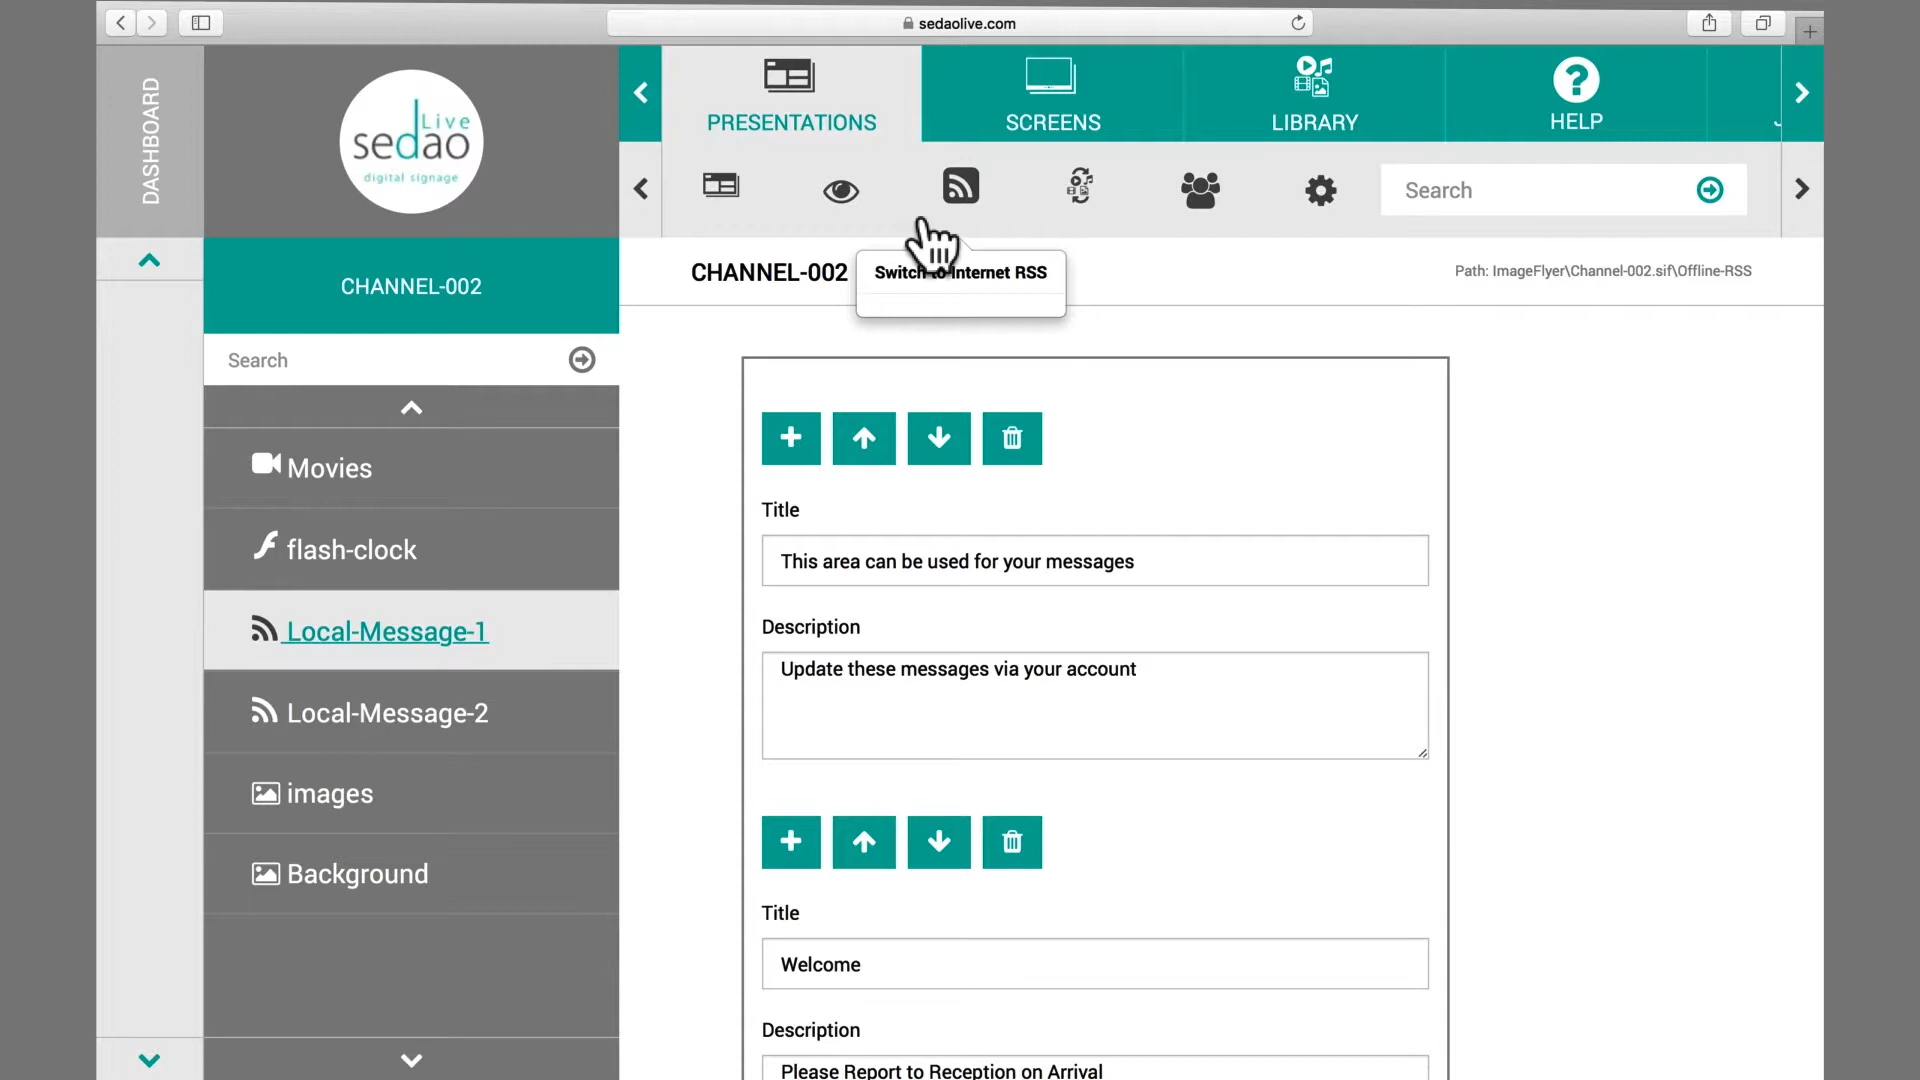 sedaolive.com
DASHBOARD
Live
sedao
digital signage
PRESENTATIONS
SCREENS
LIBRARY
HELP
Search
CHANNEL-002
Switch to Internet RSS
Path: ImageFlyer\Channel-002.sif\Offline-RSS
CHANNEL-002
Search
Movies
flash-clock
Local-Message-1
Local-Message-2
images
Background
Title
This area can be used for your messages
Description
Update these messages via your account
Title
Welcome
Description
Please Report to Reception on Arrival